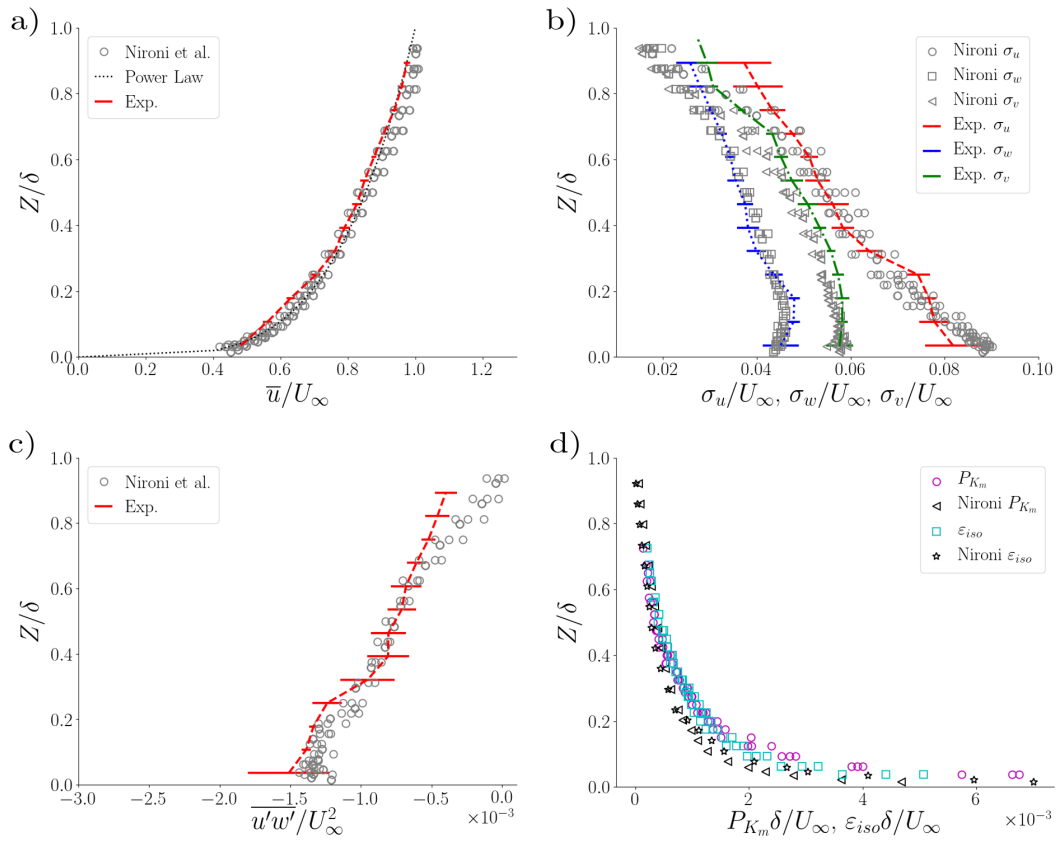 a)
1.0
0.8
0.6
0.4
0.2
0.0
Z/δ
Nironi et al.
Power Law
Exp.
0.0 0.2 0.4 0.6 0.8 1.0 1.2
u̅/U∞
b)
1.0
0.8
0.6
0.4
0.2
0.0
Z/δ
Nironi σu
Nironi σw
Nironi σv
Exp. σu
Exp. σw
Exp. σv
0.02 0.04 0.06 0.08 0.10
σu/U∞, σw/U∞, σv/U∞
c)
1.0
0.8
0.6
0.4
0.2
0.0
Z/δ
Nironi et al.
Exp.
−3.0 −2.5 −2.0 −1.5 −1.0 −0.5 0.0
u′w′/U²∞
×10⁻³
d)
1.0
0.8
0.6
0.4
0.2
0.0
Z/δ
PKm
Nironi PKm
εiso
Nironi εiso
0 2 4 6
PKmδ/U∞, εisoδ/U∞
×10⁻³